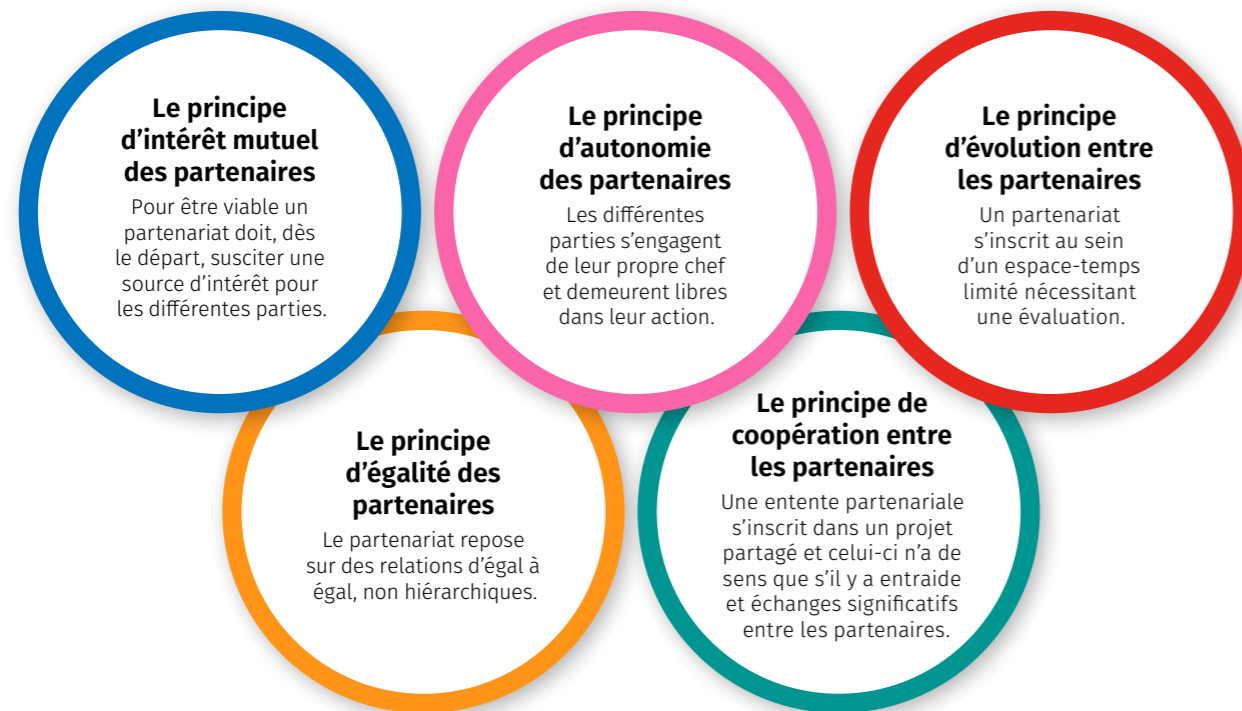 Le principe
d'intérêt mutuel
des partenaires
Pour être viable un
partenariat doit, dès
le départ, susciter une
source d'intérêt pour
les différentes parties.
Le principe
d'égalité des
partenaires
Le partenariat repose
sur des relations d'égal à
égal, non hiérarchiques.
Le principe
d'autonomie
des partenaires
Les différentes
parties s'engagent
de leur propre chef
et demeurent libres
dans leur action.
Le principe de
coopération entre
les partenaires
Une entente partenariale
s'inscrit dans un projet
partagé et celui-ci n'a de
sens que s'il y a entraide
et échanges significatifs
entre les partenaires.
Le principe
d'évolution entre
les partenaires
Un partenariat
s'inscrit au sein
d'un espace-temps
limité nécessitant
une évaluation.